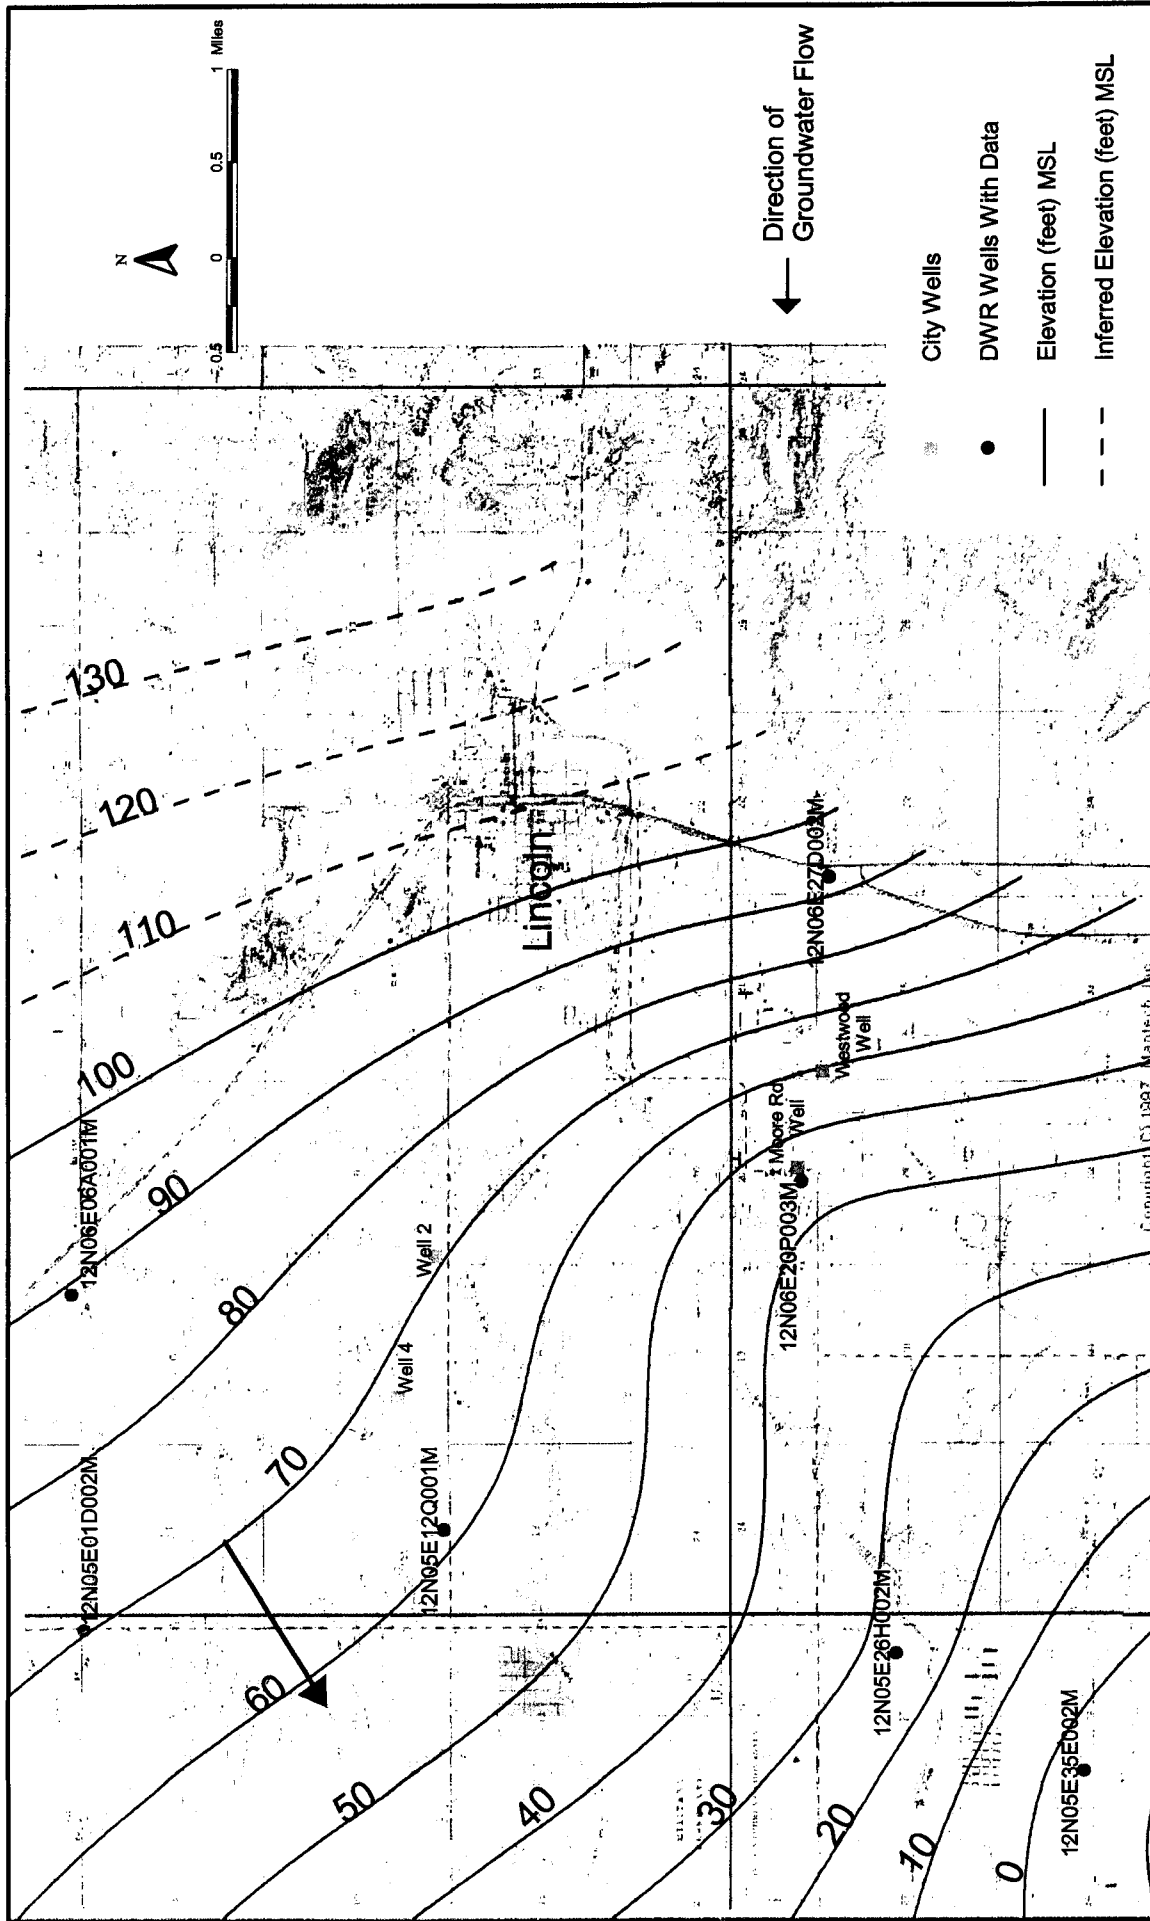 N
0.5
0
0.5
1 Miles
130
120
110
100
12N06E06A001M
90
80
12N05E01D002M
70
60
50
40
30
20
10
0
Well 2
Well 4
12N05E12Q001M
Lincoln
12N06E27D002M
Westwood
Well
Moore Rd
Well
12N06E20P003M
12N05E26H002M
12N05E35E002M
Direction of
Groundwater Flow
City Wells
DWR Wells With Data
Elevation (feet) MSL
Inferred Elevation (feet) MSL